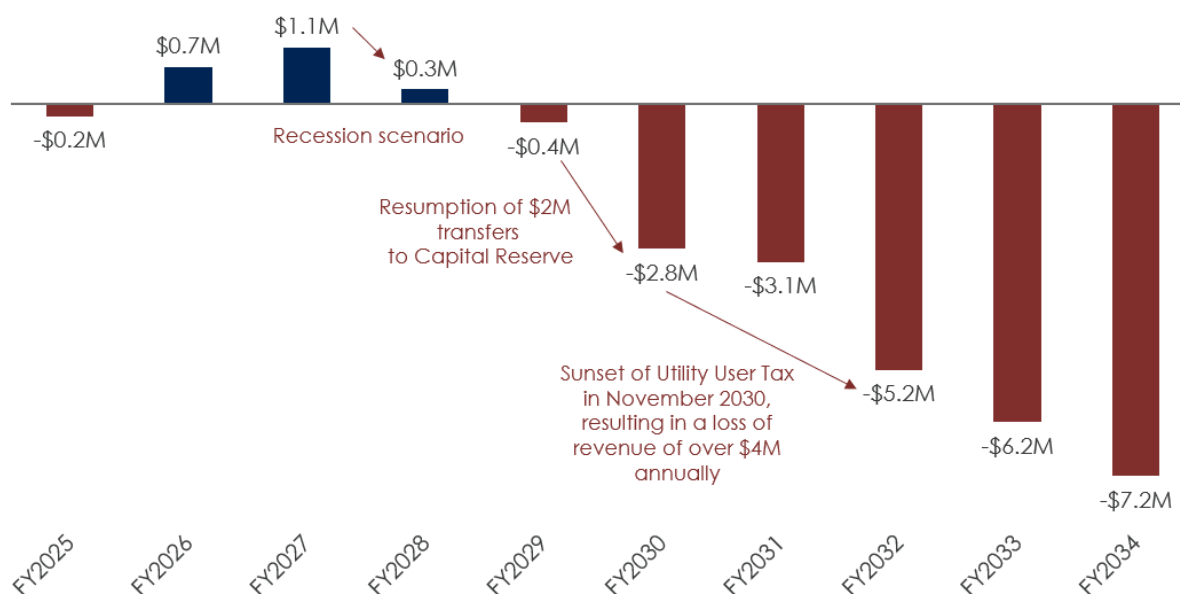 $1.1M
$0.7M
$0.3M
-$0.2M
Recession scenario
-$0.4M
Resumption of $2M
transfers
to Capital Reserve
-$2.8M
-$3.1M
Sunset of Utility User Tax
in November 2030,
resulting in a loss of
revenue of over $4M
annually
-$5.2M
-$6.2M
-$7.2M
FY2025
FY2026
FY2027
FY2028
FY2029
FY2030
FY2031
FY2032
FY2033
FY2034